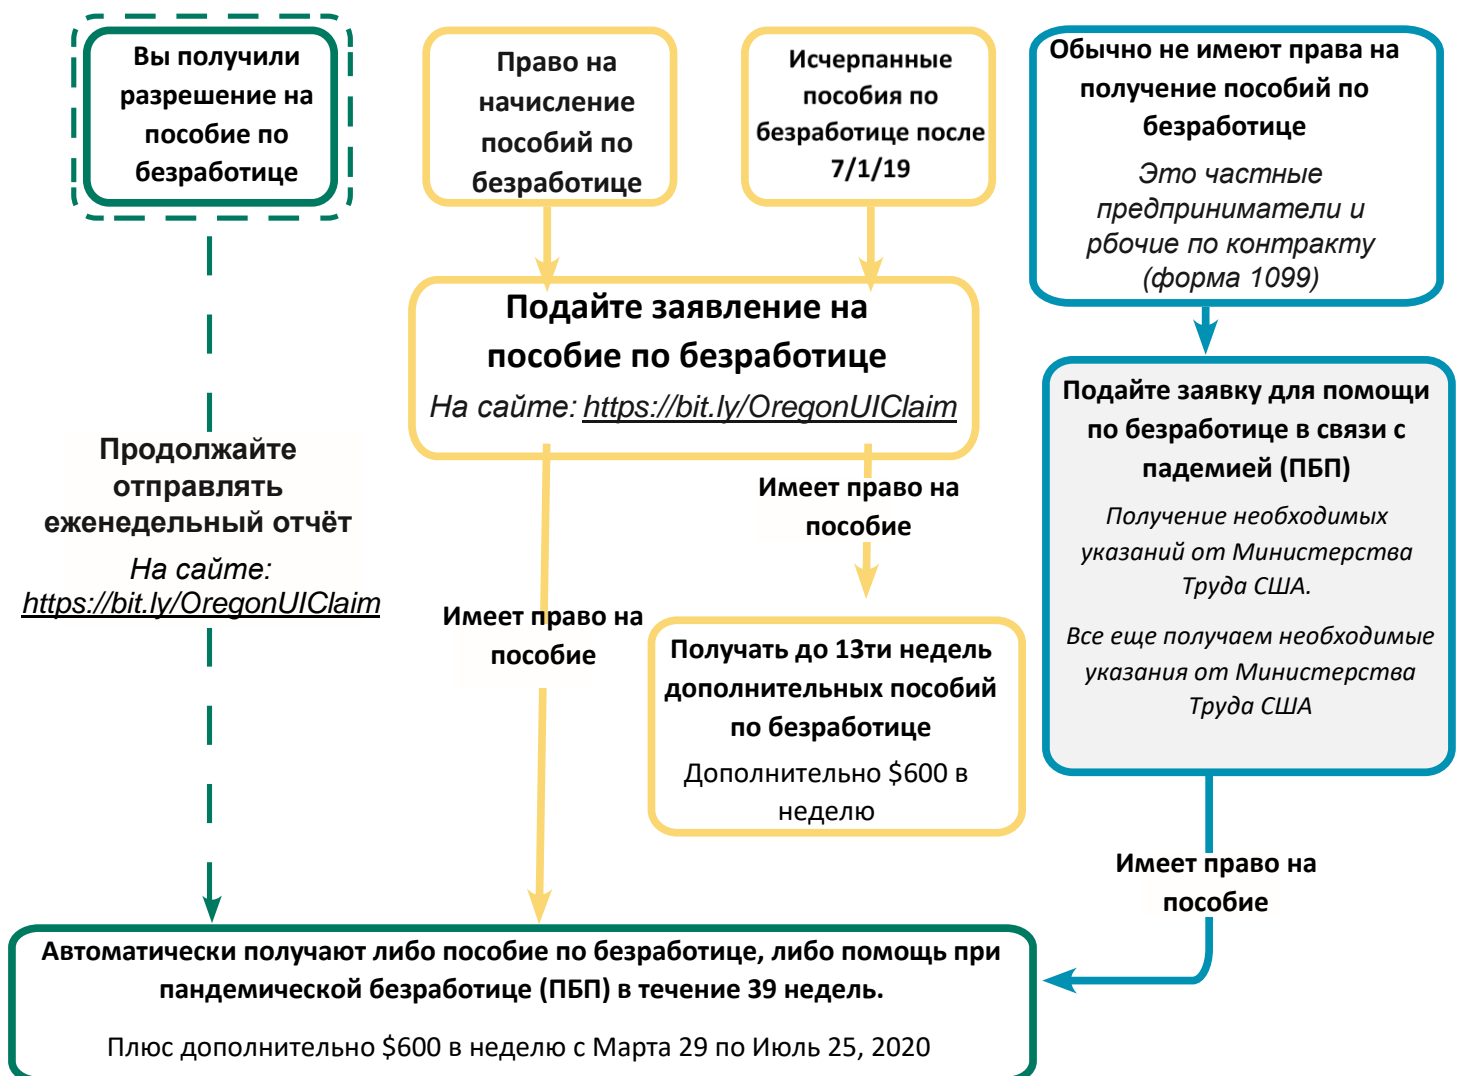 Вы получили
разрешение на
пособие по
безработице
Право на
начисление
пособий по
безработице
Исчерпанные
пособия по
безработице после
7/1/19
Обычно не имеют права на
получение пособий по
безработице
Это частные
предприниматели и
рбочие по контракту
(форма 1099)
Подайте заявление на
пособие по безработице
На сайте: https://bit.ly/OregonUIClaim
Подайте заявку для помощи
по безработице в связи с
падемией (ПБП)
Получение необходимых
указаний от Министерства
Труда США.
Все еще получаем необходимые
указания от Министерства
Труда США
Продолжайте
отправлять
еженедельный отчёт
На сайте:
https://bit.ly/OregonUIClaim
Имеет право на
пособие
Имеет право на
пособие
Получать до 13ти недель
дополнительных пособий
по безработице
Дополнительно $600 в
неделю
Имеет право на
пособие
Автоматически получают либо пособие по безработице, либо помощь при
пандемической безработице (ПБП) в течение 39 недель.
Плюс дополнительно $600 в неделю с Марта 29 по Июль 25, 2020